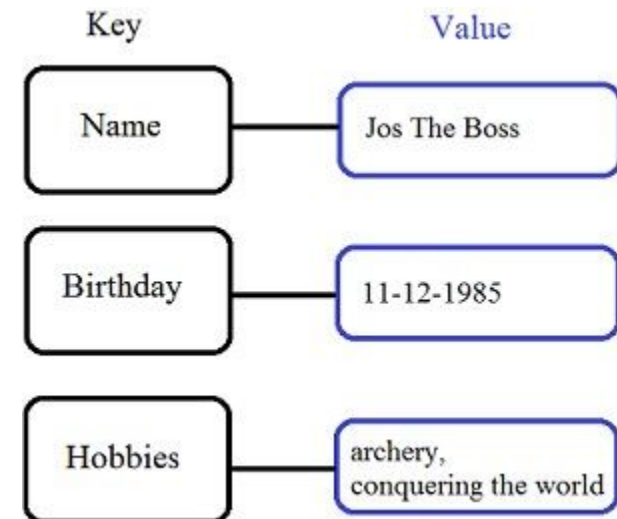 Key Value
Name Jos The Boss
Birthday 11-12-1985
Hobbies archery,
conquering the world